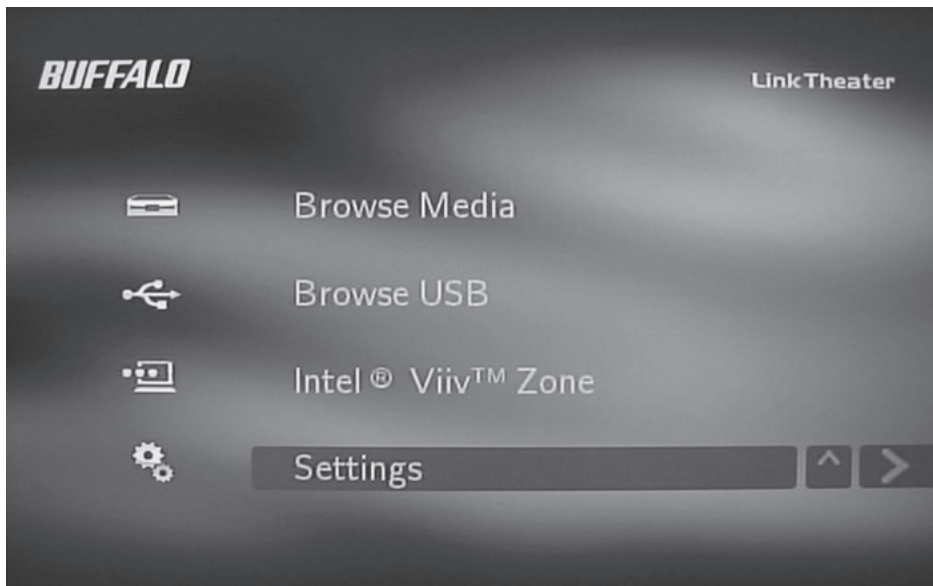 BUFFALO
LinkTheater
Browse Media
Browse USB
Intel ® Viiv™ Zone
Settings